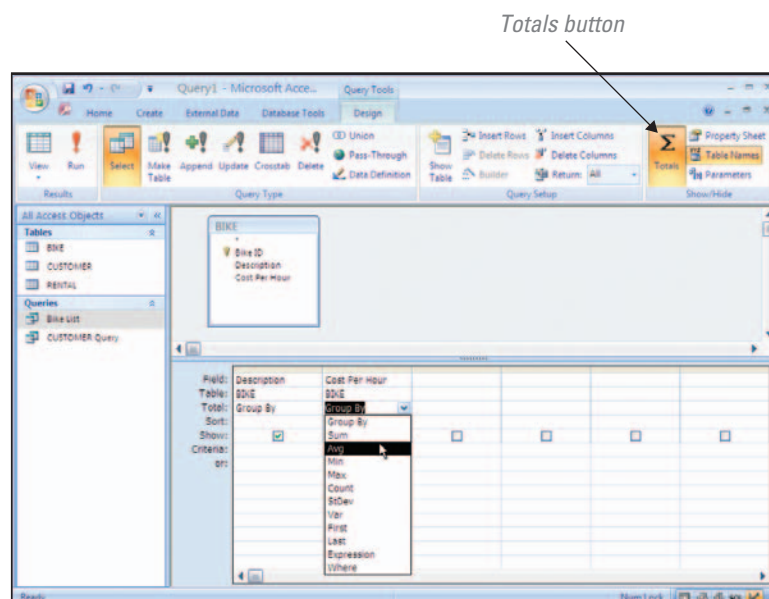 Totals button
Query1 - Microsoft Acce...
Query Tools
Home Create External Data Database Tools Design
View Run Select Make Table Append Update Crosstab Delete
Union
Pass-Through
Data Definition
Show Table
Insert Rows
Delete Rows
Builder
Insert Columns
Delete Columns
Return: All
Totals
Property Sheet
Table Names
Parameters
Results Query Type Query Setup Show/Hide
All Access Objects
Tables
BIKE
CUSTOMER
RENTAL
Queries
Bike List
CUSTOMER Query
BIKE
*
Bike ID
Description
Cost Per Hour
Field: Description Cost Per Hour
Table: BIKE BIKE
Total: Group By Group By
Sort:
Show:
Criteria:
or:
Group By
Sum
Avg
Min
Max
Count
StDev
Var
First
Last
Expression
Where
Ready
Num Lock